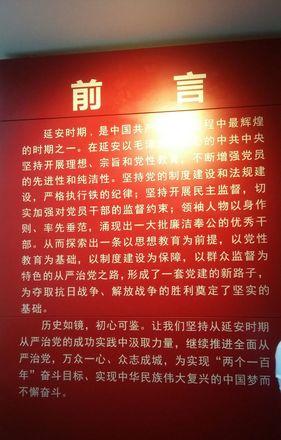 前 言
延安时期，是中国共产 程中最辉煌
的时期之一。在延安以毛泽 心的中共中央
坚持开展理想、宗旨和党性教育，不断增强党员
的先进性和纯洁性。坚持党的制度建设和法规建
设，严格执行铁的纪律；坚持开展民主监督，切
实加强对党员干部的监督约束；领袖人物以身作
则、率先垂范，涌现出一大批廉洁奉公的优秀干
部。从而探索出一条以思想教育为前提，以党性
教育为基础，以制度建设为保障，以群众监督为
特色的从严治党之路，形成了一套党建的新路子，
为夺取抗日战争、解放战争的胜利奠定了坚实的
基础。
历史如镜，初心可鉴。让我们坚持从延安时期
从严治党的成功实践中汲取力量，继续推进全面从
严治党，万众一心、众志成城，为实现“两个一百
年”奋斗目标、实现中华民族伟大复兴的中国梦而
不懈奋斗。